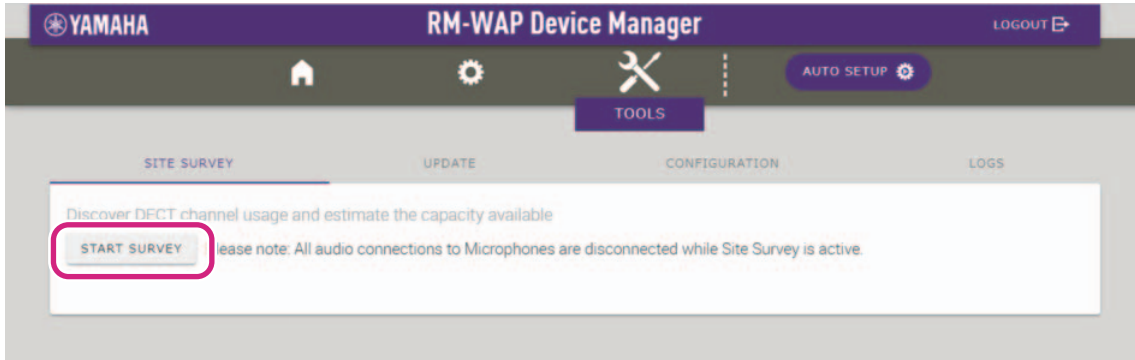 YAMAHA
RM-WAP Device Manager
LOGOUT
AUTO SETUP
TOOLS
SITE SURVEY
UPDATE
CONFIGURATION
LOGS
Discover DECT channel usage and estimate the capacity available
START SURVEY
lease note: All audio connections to Microphones are disconnected while Site Survey is active.